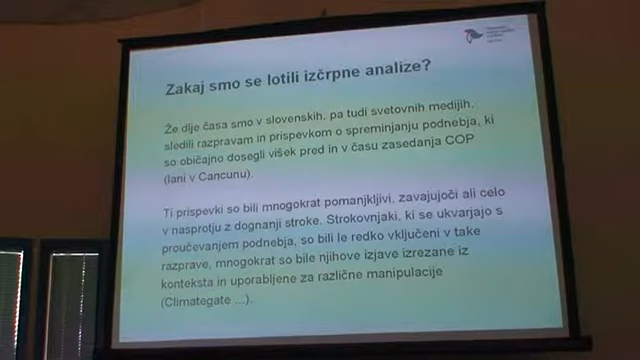 Zakaj smo se lotili izčrpne analize?
Že dlje časa smo v slovenskih, pa tudi svetovnih medijih,
sledili razpravam in prispevkom o spreminjanju podnebja, ki
so običajno dosegli višek pred in v času zasedanja COP
(lani v Cancunu).
Ti prispevki so bili mnogokrat pomanjkljivi, zavajujoči ali celo
v nasprotju z dognanji stroke. Strokovnjaki, ki se ukvarjajo s
proučevanjem podnebja, so bili le redko vključeni v take
razprave, mnogokrat so bile njihove izjave izrezane iz
konteksta in uporabljene za različne manipulacije
(Climategate ...).